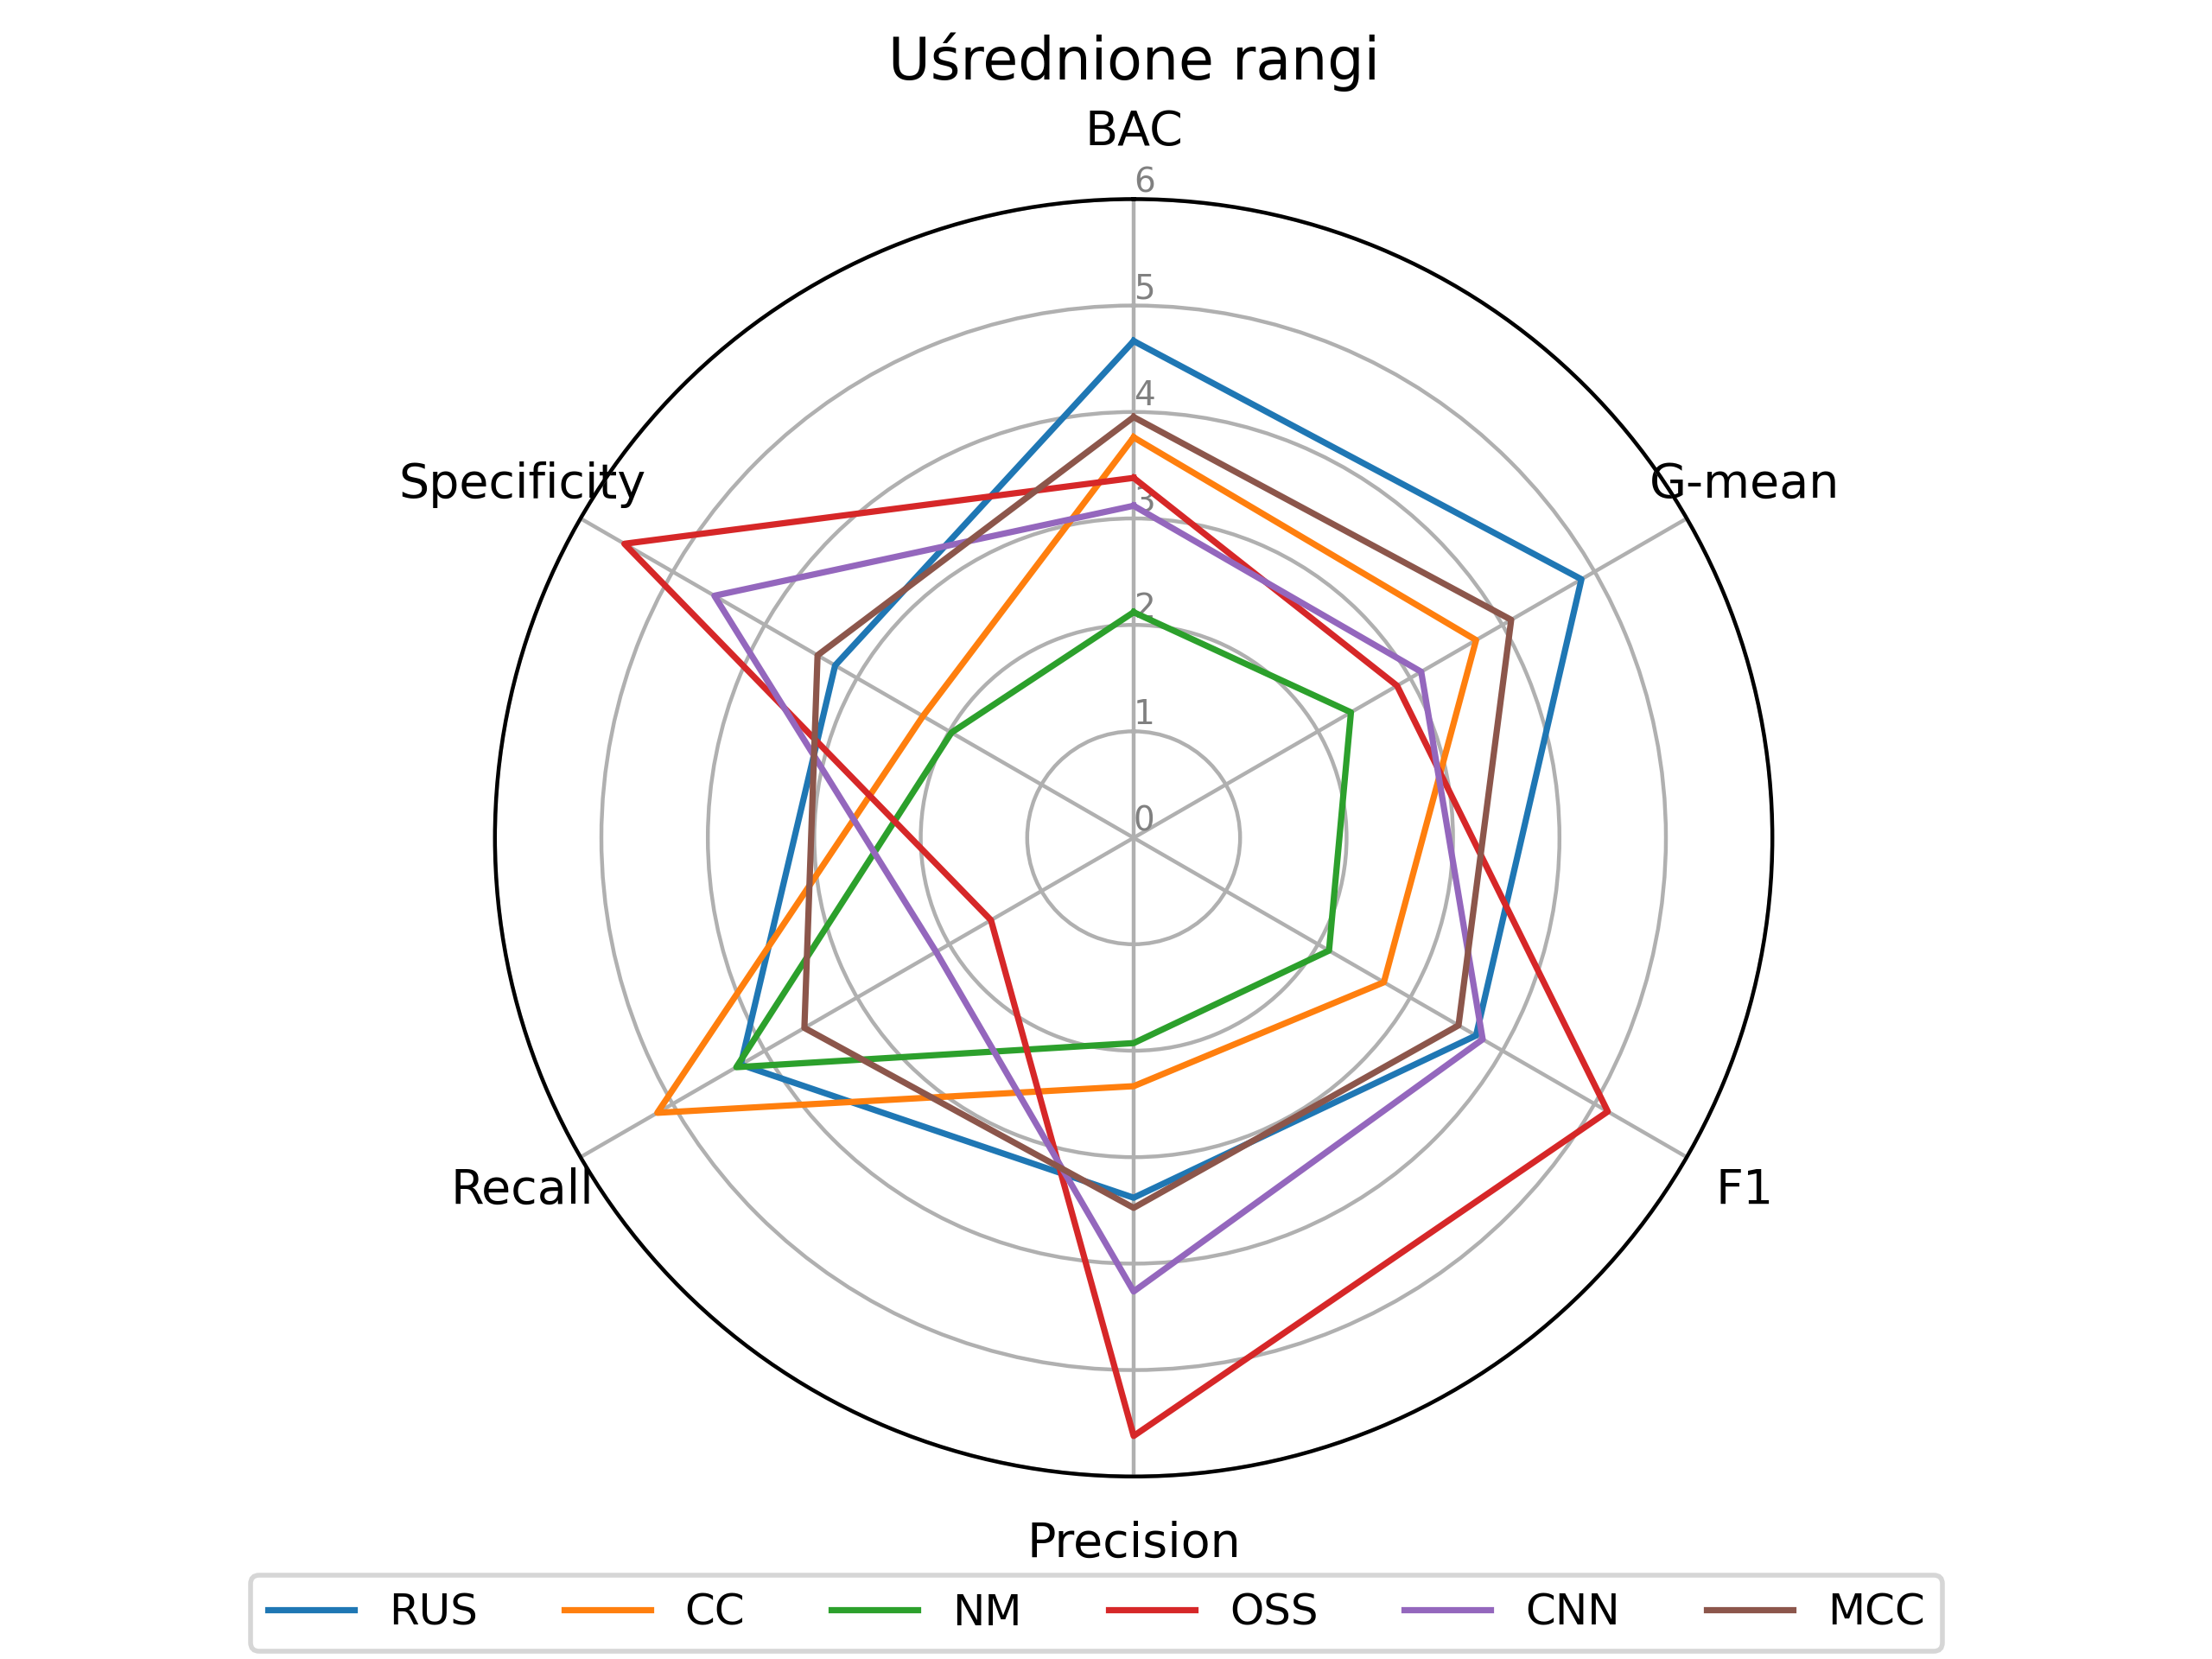 Uśrednione rangi
BAC
6
5
4
3
2
1
0
Specificity
G-mean
Recall
F1
Precision
RUS CC NM OSS CNN MCC